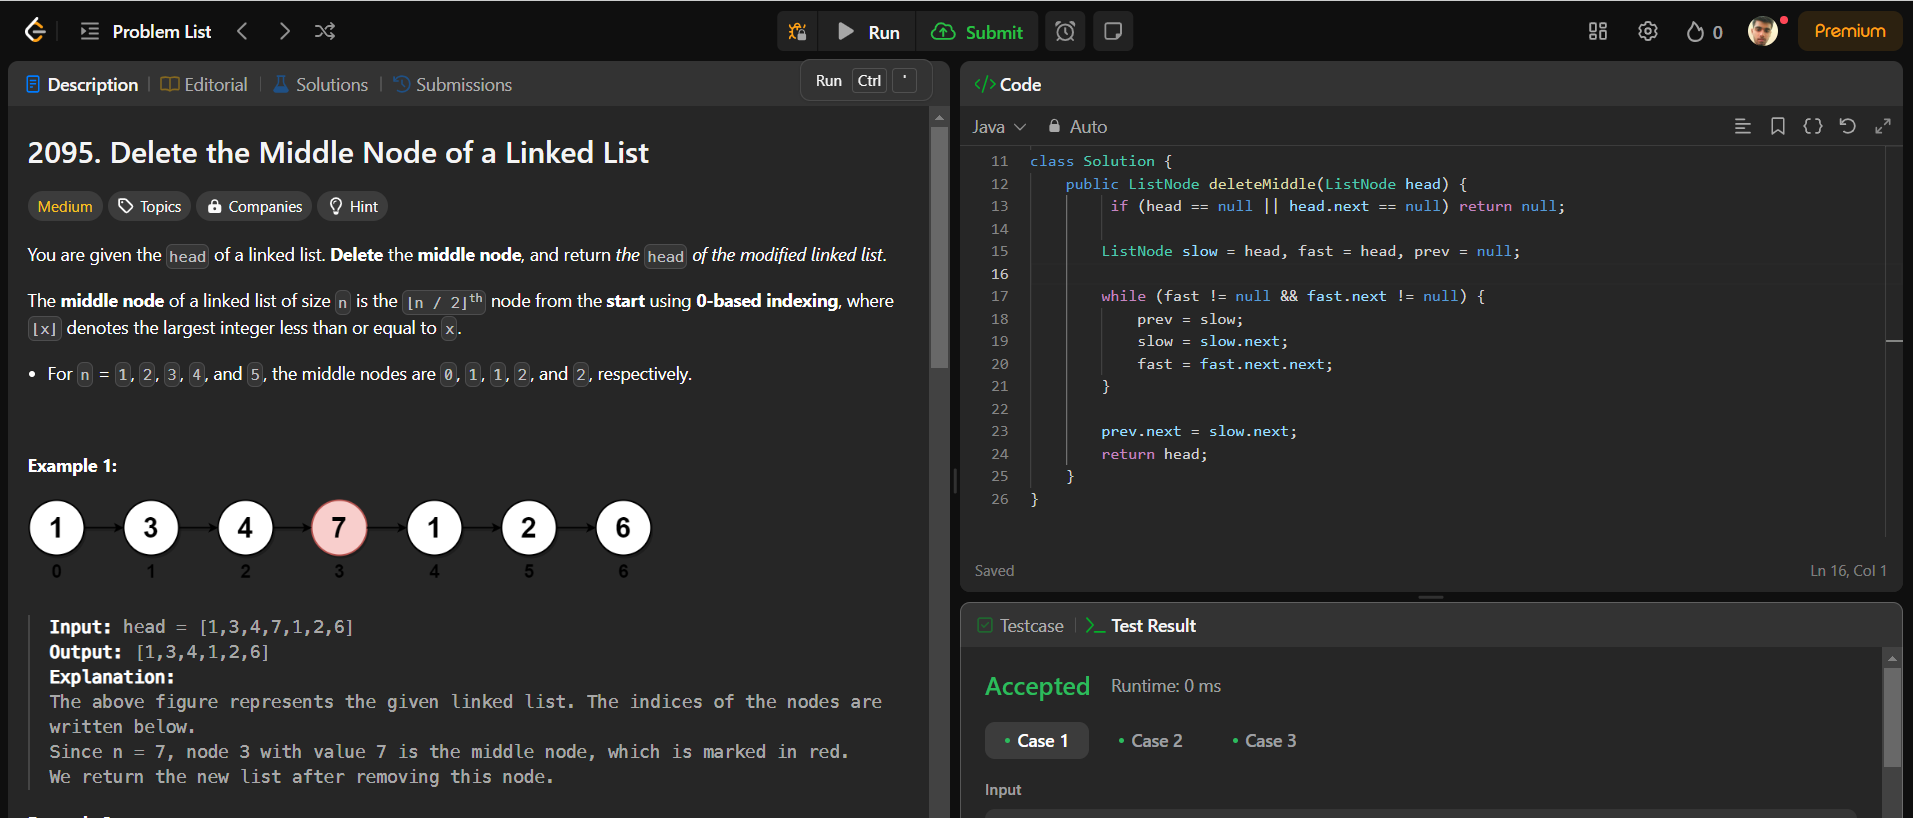 Problem List
Run
Submit
0
Premium
Description
Editorial
Solutions
Submissions
Run Ctrl '
2095. Delete the Middle Node of a Linked List
Medium
Topics
Companies
Hint
You are given the head of a linked list. Delete the middle node, and return the head of the modified linked list.
The middle node of a linked list of size n is the ⌊n / 2⌋th node from the start using 0-based indexing, where
⌊x⌋ denotes the largest integer less than or equal to x.
• For n = 1, 2, 3, 4, and 5, the middle nodes are 0, 1, 1, 2, and 2, respectively.
Example 1:
1 3 4 7 1 2 6
0 1 2 3 4 5 6
Input: head = [1,3,4,7,1,2,6]
Output: [1,3,4,1,2,6]
Explanation:
The above figure represents the given linked list. The indices of the nodes are
written below.
Since n = 7, node 3 with value 7 is the middle node, which is marked in red.
We return the new list after removing this node.
</> Code
Java
Auto
11 class Solution {
12 public ListNode deleteMiddle(ListNode head) {
13 if (head == null || head.next == null) return null;
14
15 ListNode slow = head, fast = head, prev = null;
16
17 while (fast != null && fast.next != null) {
18 prev = slow;
19 slow = slow.next;
20 fast = fast.next.next;
21 }
22
23 prev.next = slow.next;
24 return head;
25 }
26 }
Saved
Ln 16, Col 1
Testcase
>_ Test Result
Accepted
Runtime: 0 ms
• Case 1
• Case 2
• Case 3
Input